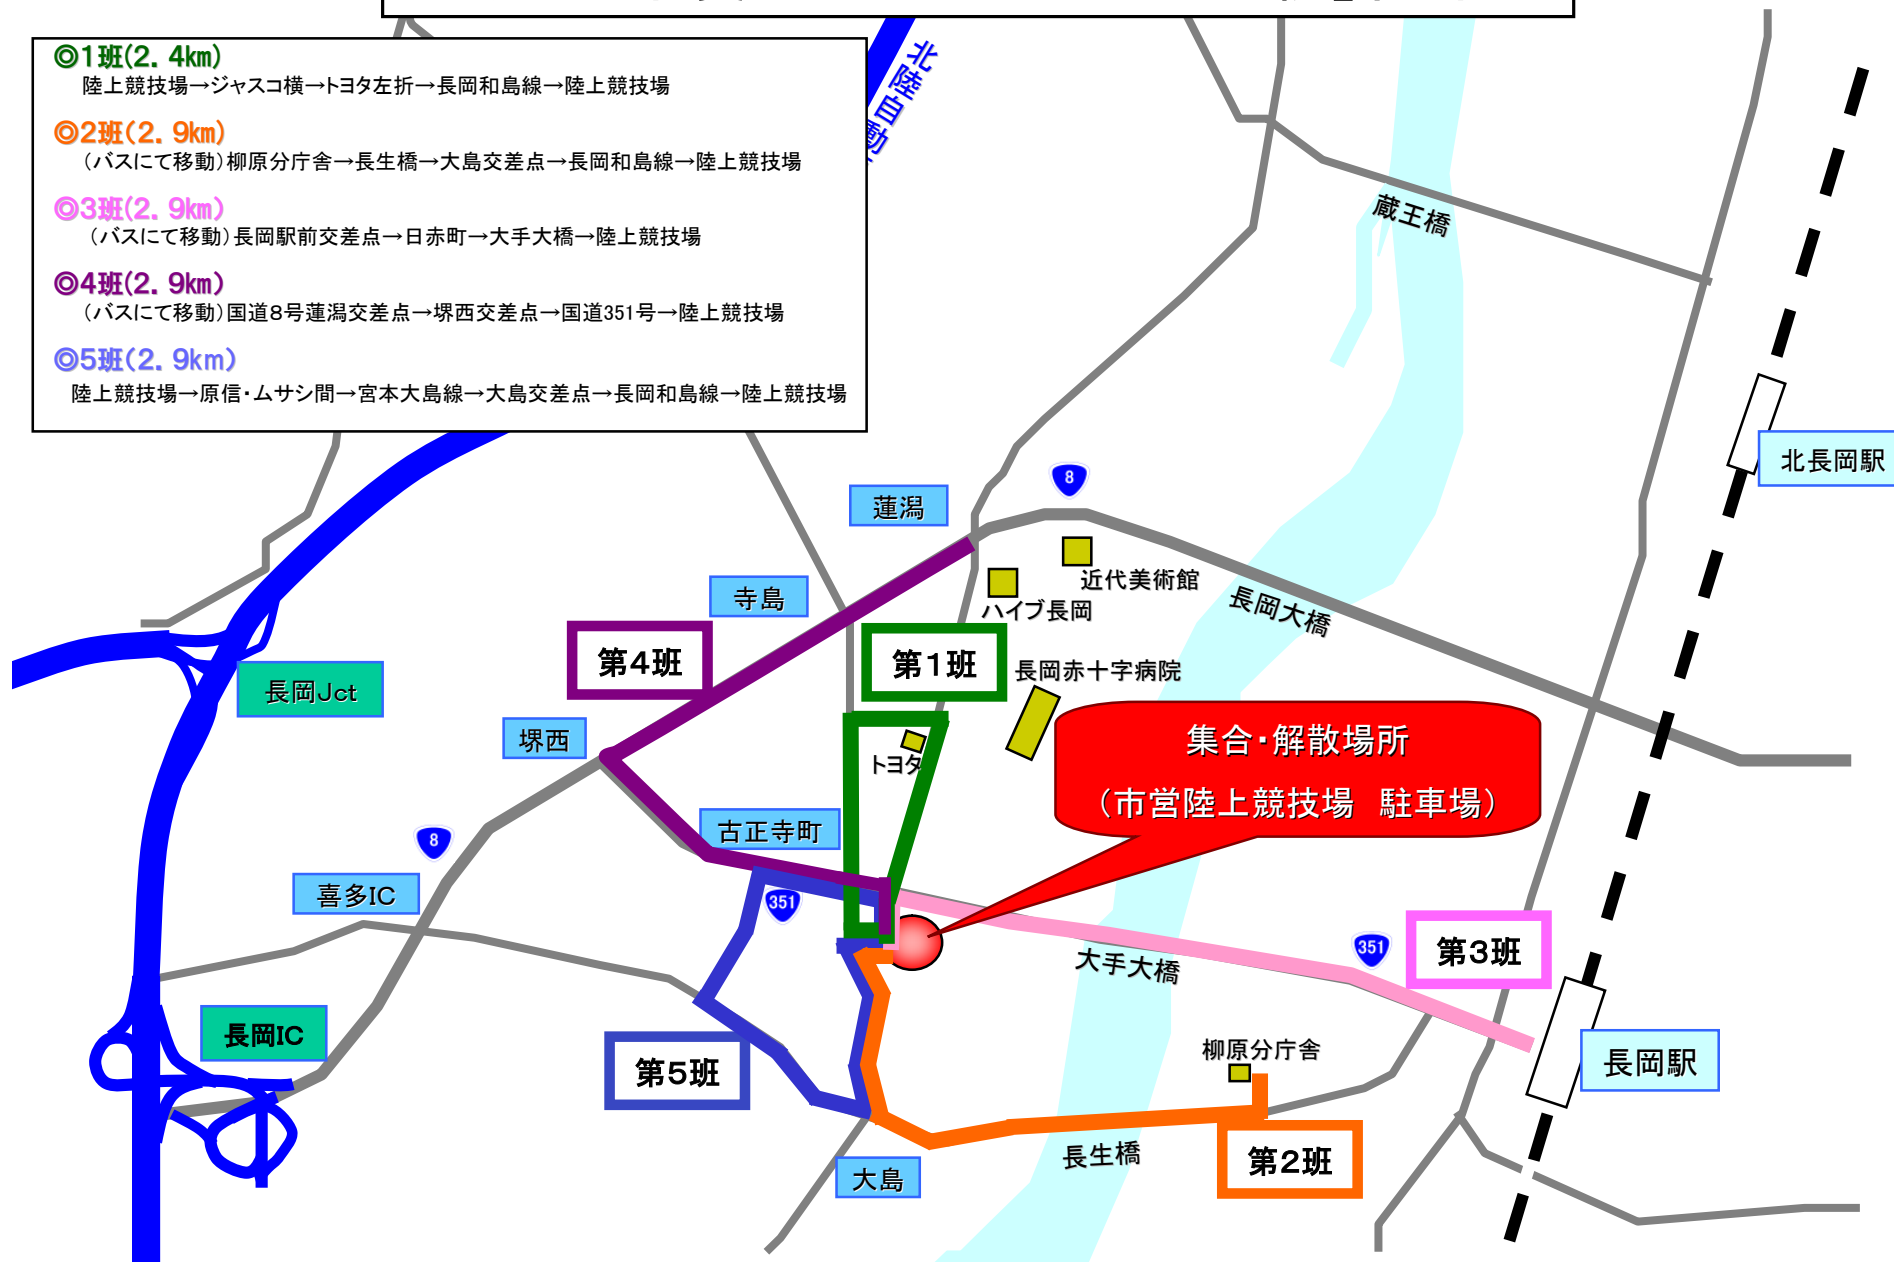 ◎1班(2．4km)
陸上競技場→ジャスコ横→トヨタ左折→長岡和島線→陸上競技場
◎2班(2．9km)
（バスにて移動）柳原分庁舎→長生橋→大島交差点→長岡和島線→陸上競技場
◎3班(2．9km)
（バスにて移動）長岡駅前交差点→日赤町→大手大橋→陸上競技場
◎4班(2．9km)
（バスにて移動）国道8号蓮潟交差点→堺西交差点→国道351号→陸上競技場
◎5班(2．9km)
陸上競技場→原信・ムサシ間→宮本大島線→大島交差点→長岡和島線→陸上競技場
北陸自動
蔵王橋
北長岡駅
8
蓮潟
近代美術館
寺島
ハイブ長岡
長岡大橋
第4班
第1班
長岡赤十字病院
長岡Jct
堺西
トヨタ
集合・解散場所
（市営陸上競技場　駐車場）
古正寺町
8
喜多IC
351
第3班
351
大手大橋
長岡IC
柳原分庁舎
長岡駅
第5班
長生橋
第2班
大島